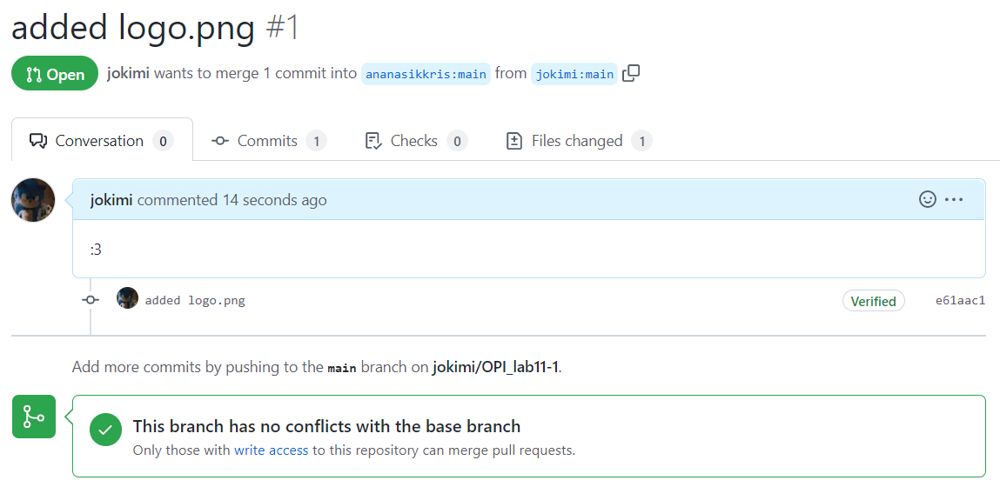 added logo.png #1
Open jokimi wants to merge 1 commit into ananasikkris:main from jokimi:main
Conversation 0 Commits 1 Checks 0 Files changed 1
jokimi commented 14 seconds ago
:3
added logo.png Verified e61aac1
Add more commits by pushing to the main branch on jokimi/OPI_lab11-1.
This branch has no conflicts with the base branch
Only those with write access to this repository can merge pull requests.